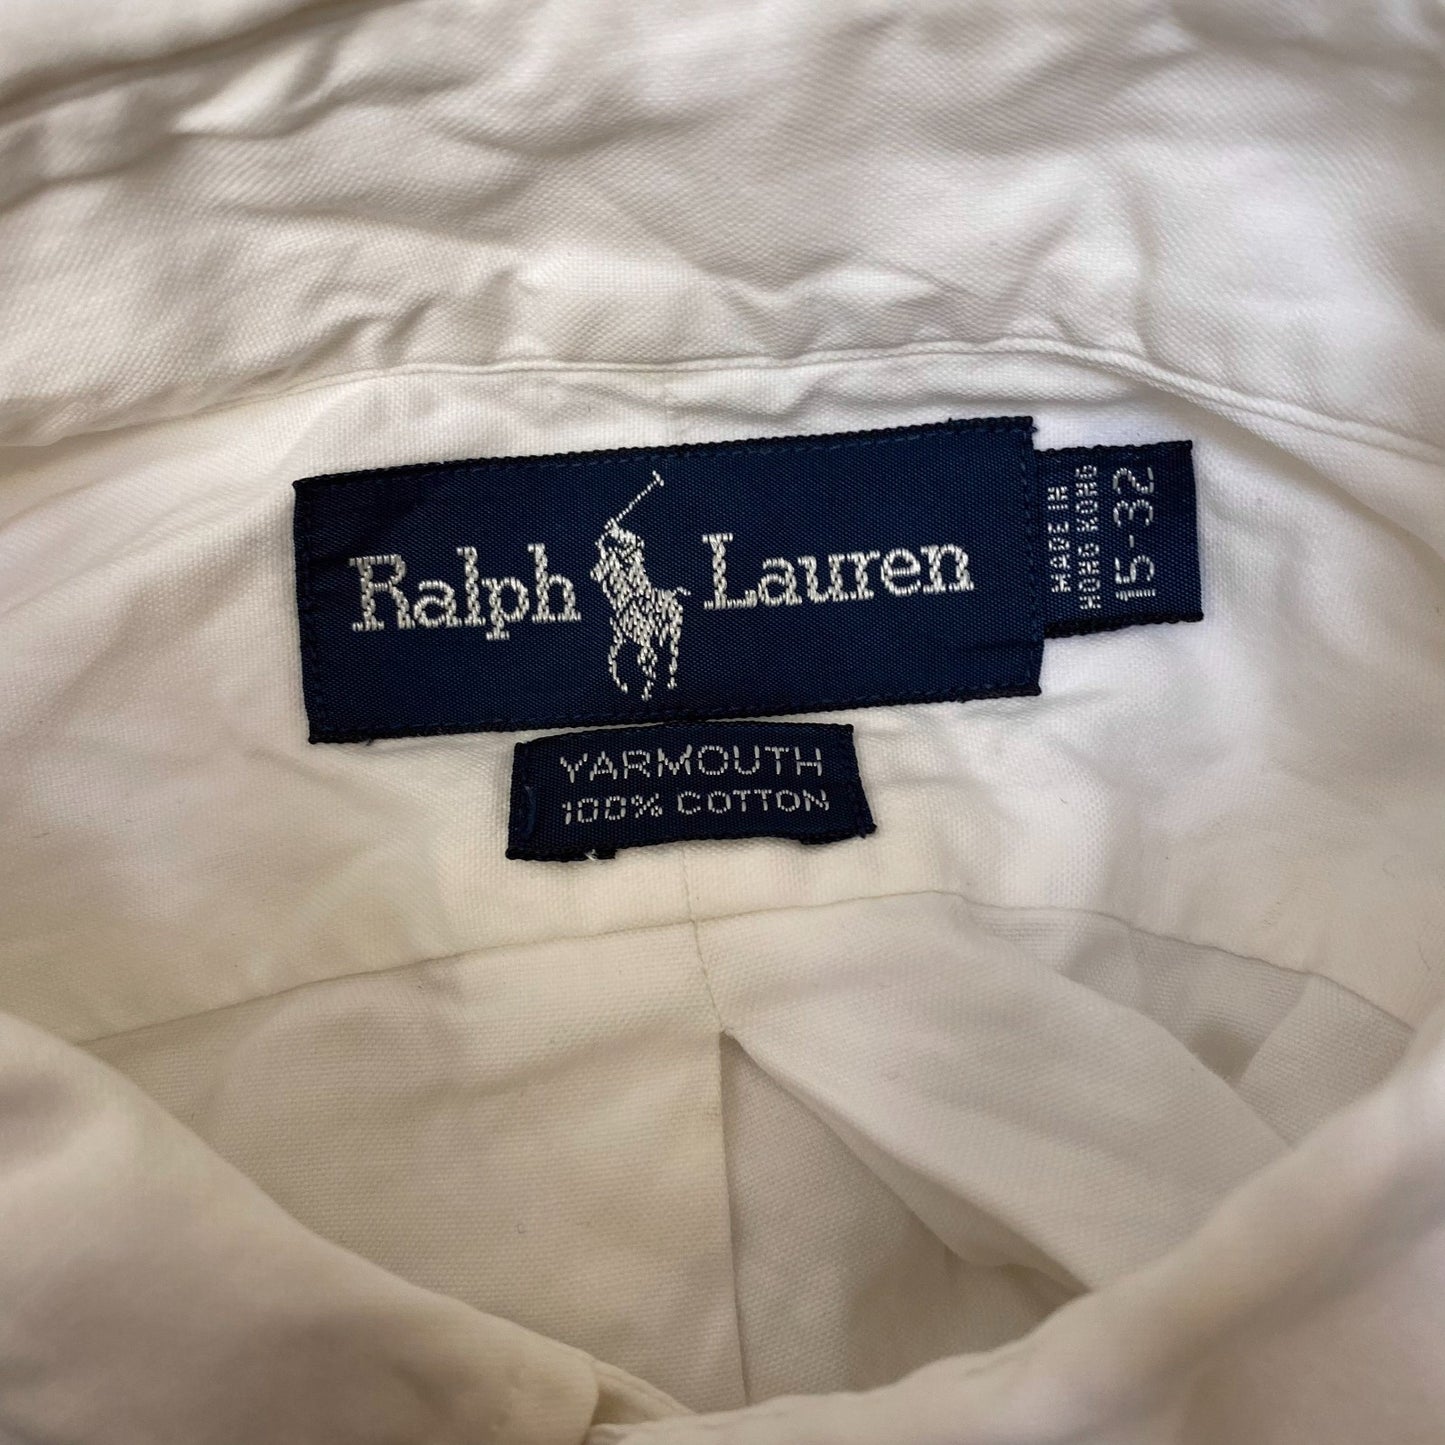 Ralph Lauren
MADE IN
HONG KONG
15-32
YARMOUTH
100% COTTON